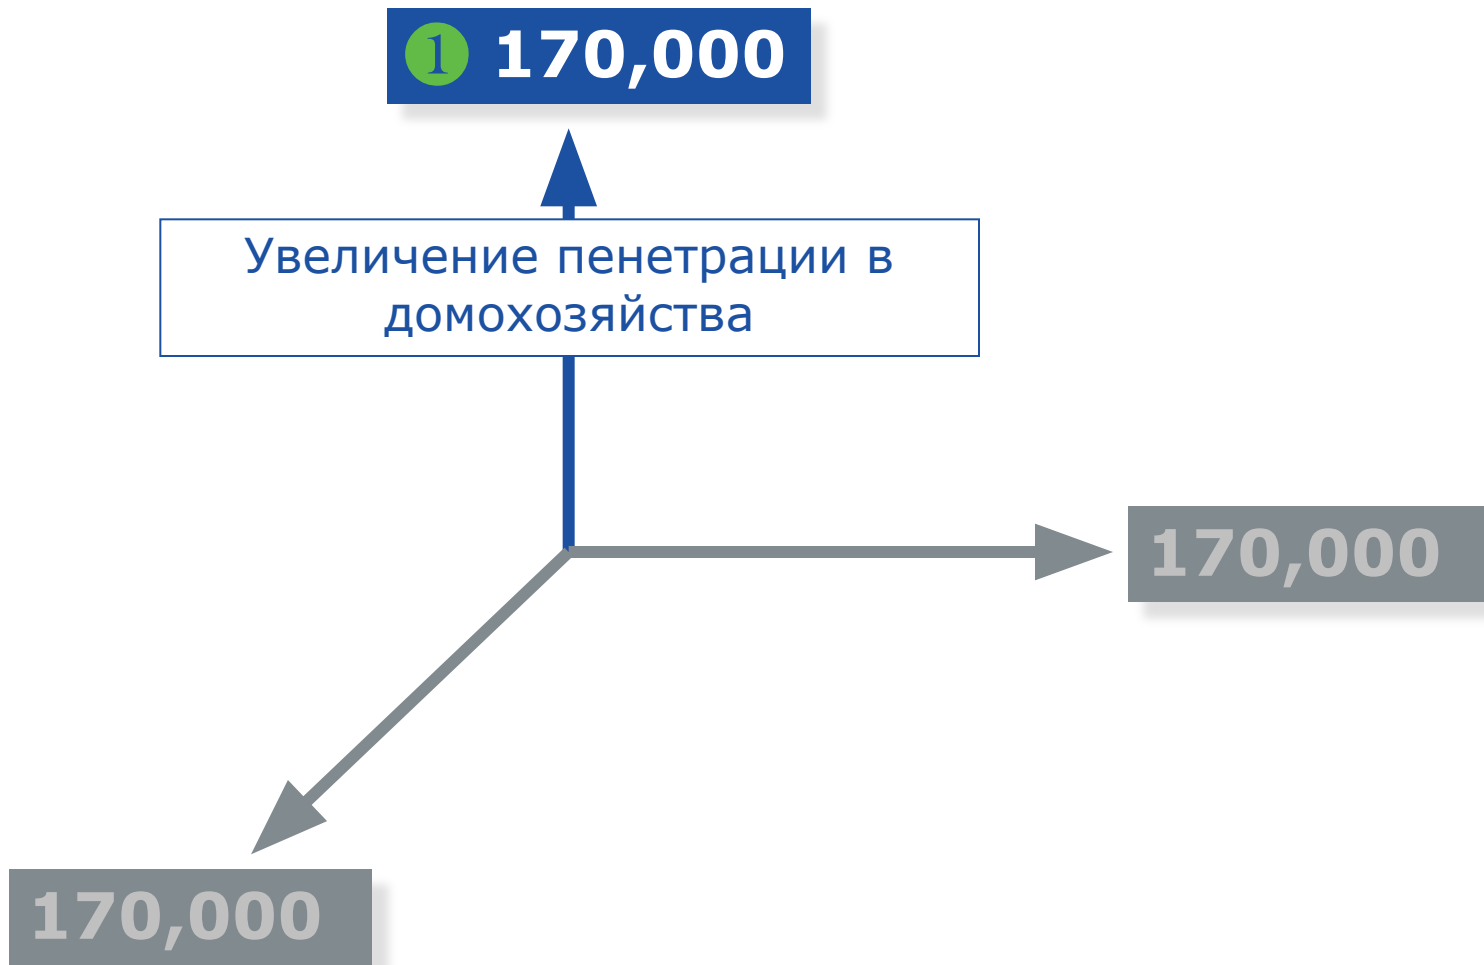 1 170,000
Увеличение пенетрации в
домохозяйства
170,000
170,000